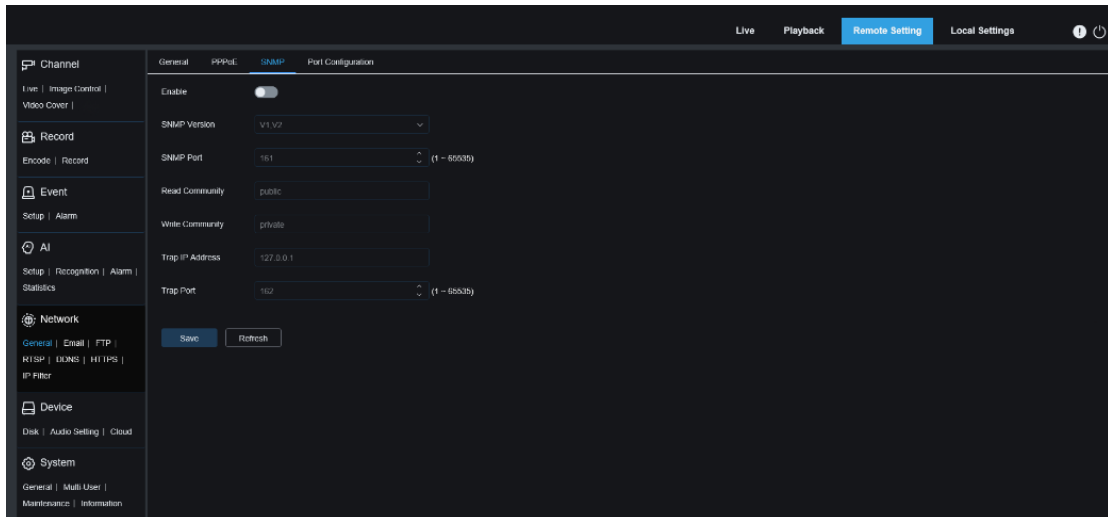 Live Playback Remote Setting Local Settings
Channel
Live | Image Control |
Video Cover |
Record
Encode | Record
Event
Setup | Alarm
AI
Setup | Recognition | Alarm |
Statistics
Network
General | Email | FTP |
RTSP | DDNS | HTTPS |
IP Filter
Device
Disk | Audio Setting | Cloud
System
General | Multi-User |
Maintenance | Information
General PPPoE SNMP Port Configuration
Enable
SNMP Version V1,V2
SNMP Port 161 (1 ~ 65535)
Read Community public
Write Community private
Trap IP Address 127.0.0.1
Trap Port 162 (1 ~ 65535)
Save Refresh